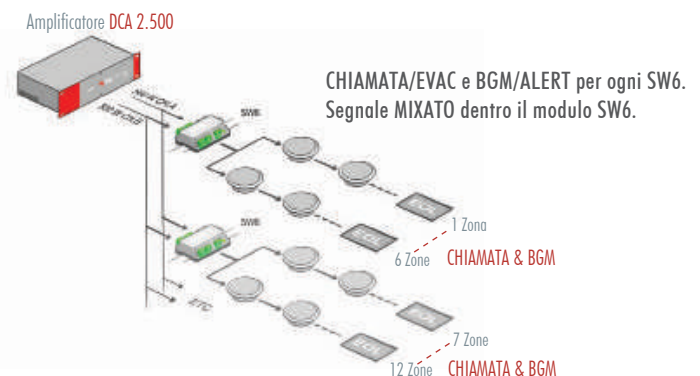 Amplificatore DCA 2.500
CHIAMATA/EVAC e BGM/ALERT per ogni SW6.
Segnale MIXATO dentro il modulo SW6.
SW6
1 Zona
6 Zone CHIAMATA & BGM
SW6
ETC
7 Zone
12 Zone CHIAMATA & BGM